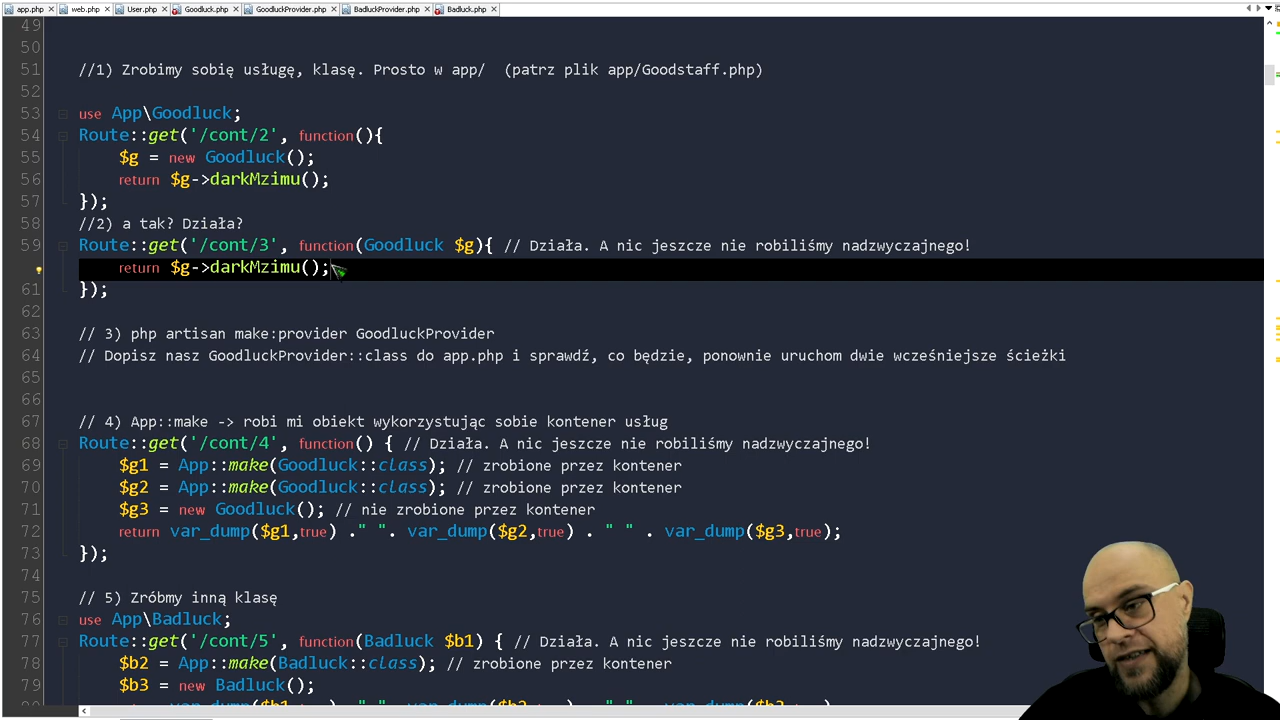 app.php
web.php
User.php
Goodluck.php
GoodluckProvider.php
BadluckProvider.php
Badluck.php
49
50
51 //1) Zrobimy sobię usługę, klasę. Prosto w app/ (patrz plik app/Goodstaff.php)
52
53 use App\Goodluck;
54 Route::get('/cont/2', function(){
55 $g = new Goodluck();
56 return $g->darkMzimu();
57 });
58 //2) a tak? Działa?
59 Route::get('/cont/3', function(Goodluck $g){ // Działa. A nic jeszcze nie robiliśmy nadzwyczajnego!
return $g->darkMzimu();
61 });
62
63 // 3) php artisan make:provider GoodluckProvider
64 // Dopisz nasz GoodluckProvider::class do app.php i sprawdź, co będzie, ponownie uruchom dwie wcześniejsze ścieżki
65
66
67 // 4) App::make -> robi mi obiekt wykorzystując sobie kontener usług
68 Route::get('/cont/4', function() { // Działa. A nic jeszcze nie robiliśmy nadzwyczajnego!
69 $g1 = App::make(Goodluck::class); // zrobione przez kontener
70 $g2 = App::make(Goodluck::class); // zrobione przez kontener
71 $g3 = new Goodluck(); // nie zrobione przez kontener
72 return var_dump($g1,true) ." ". var_dump($g2,true) . " " . var_dump($g3,true);
73 });
74
75 // 5) Zróbmy inną klasę
76 use App\Badluck;
77 Route::get('/cont/5', function(Badluck $b1) { // Działa. A nic jeszcze nie robiliśmy nadzwyczajnego!
78 $b2 = App::make(Badluck::class); // zrobione przez kontener
79 $b3 = new Badluck();